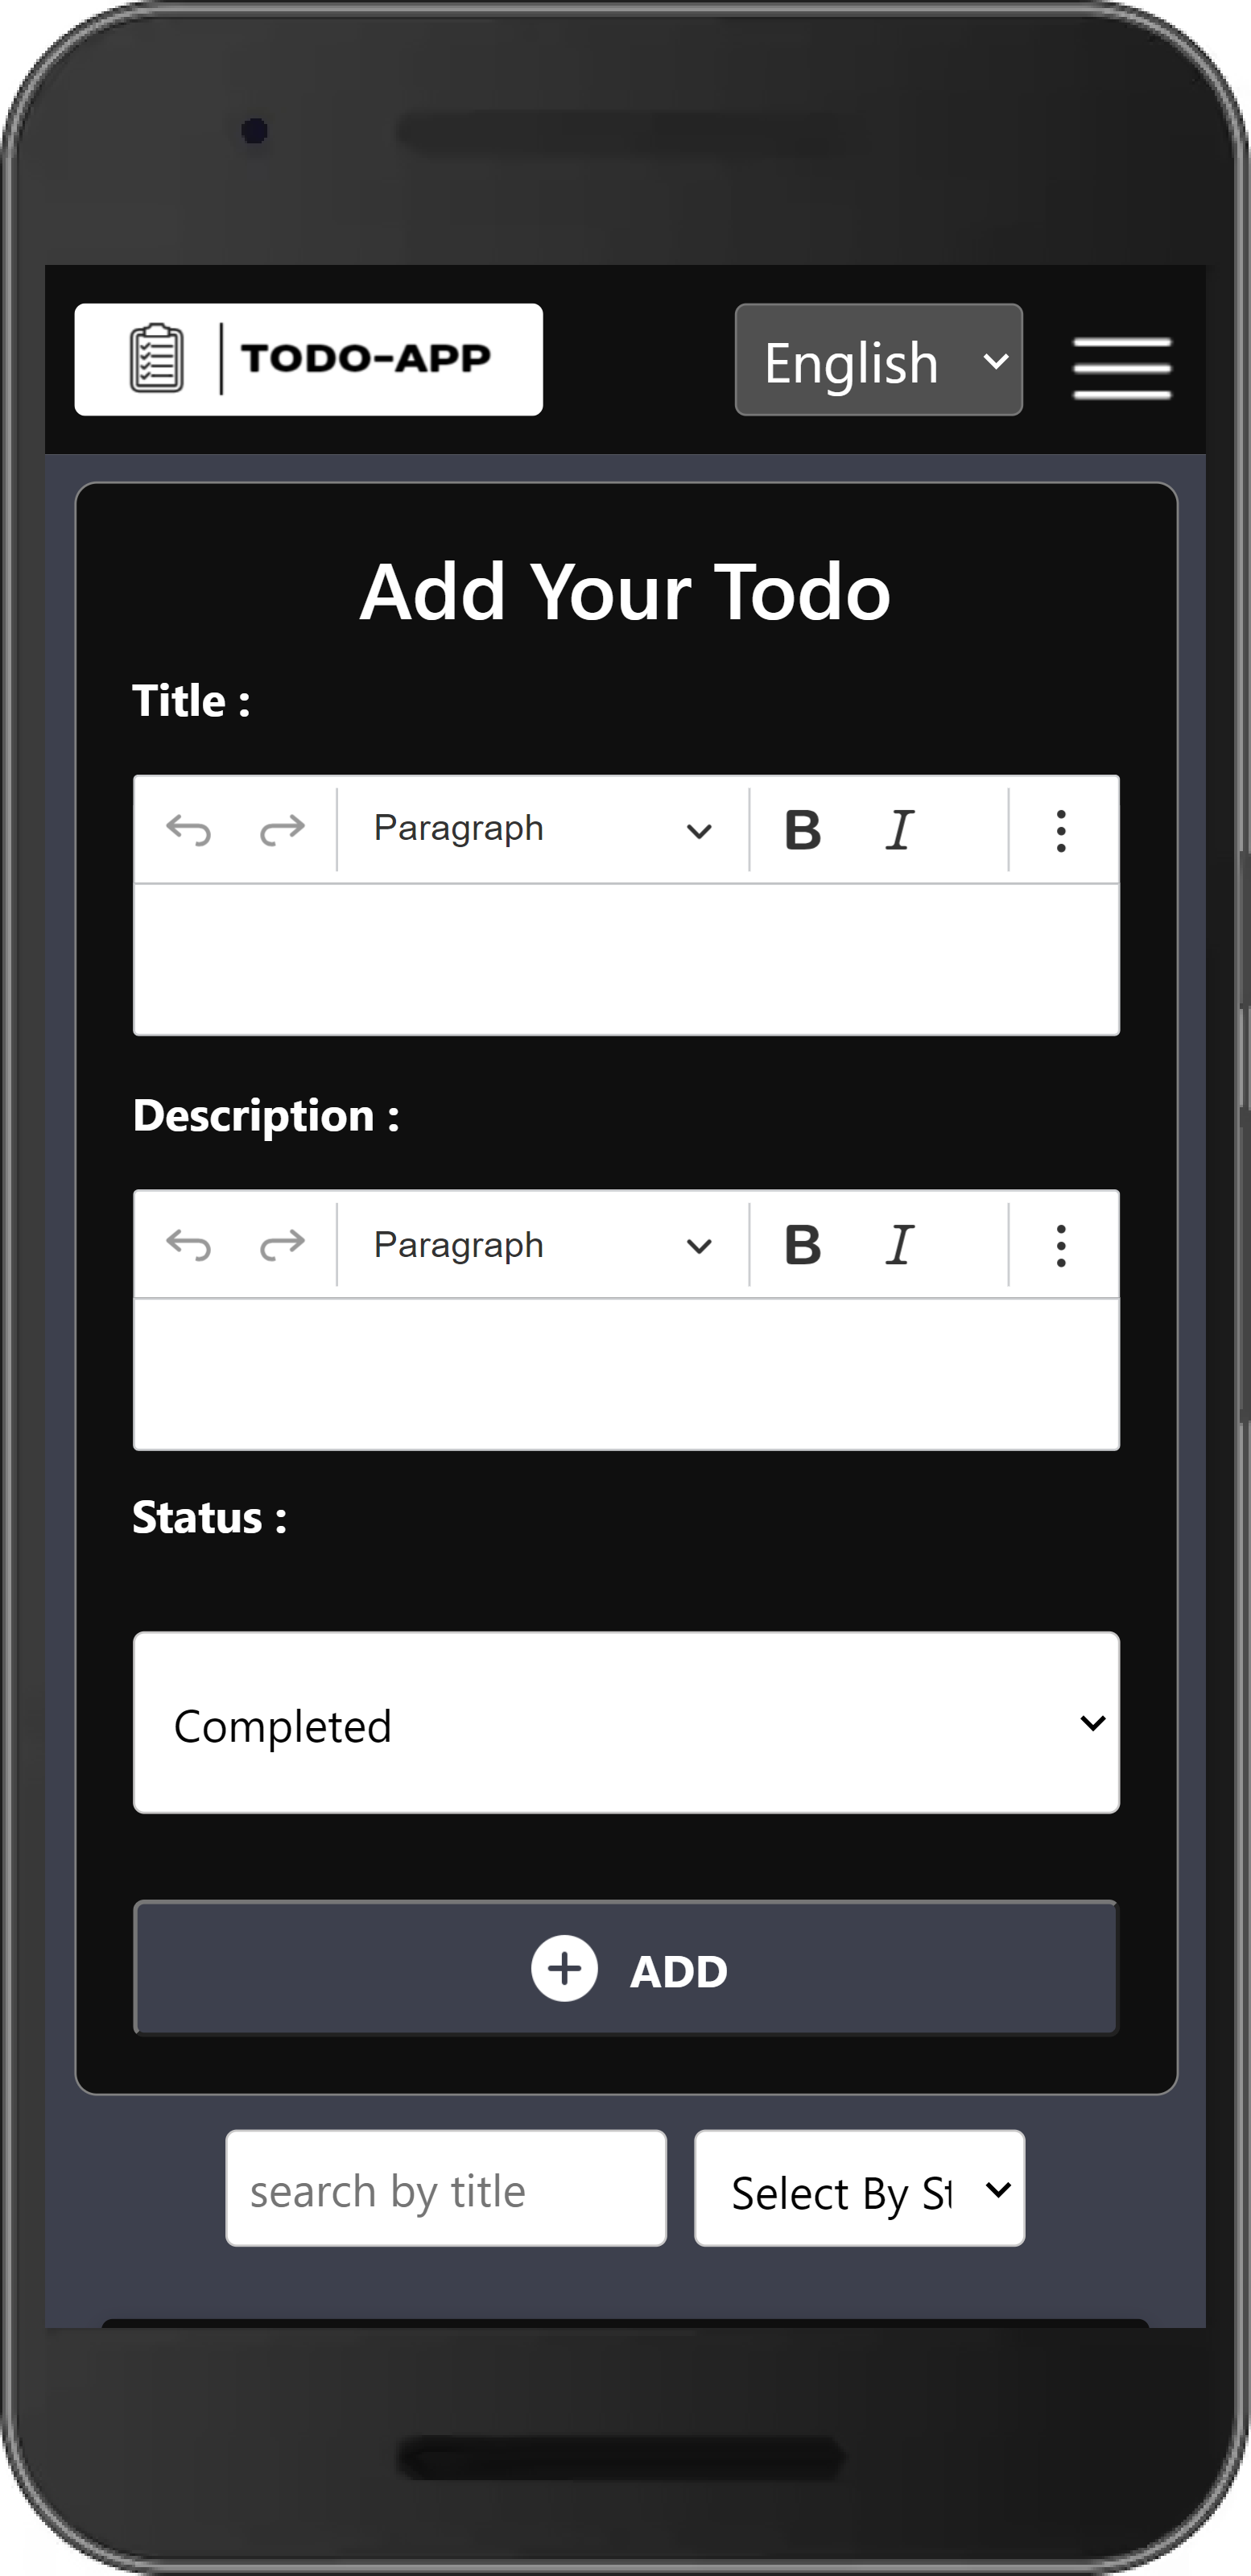 TODO-APP
English
Add Your Todo
Title :
Paragraph
B I
Description :
Paragraph
B I
Status :
Completed
ADD
search by title
Select By St